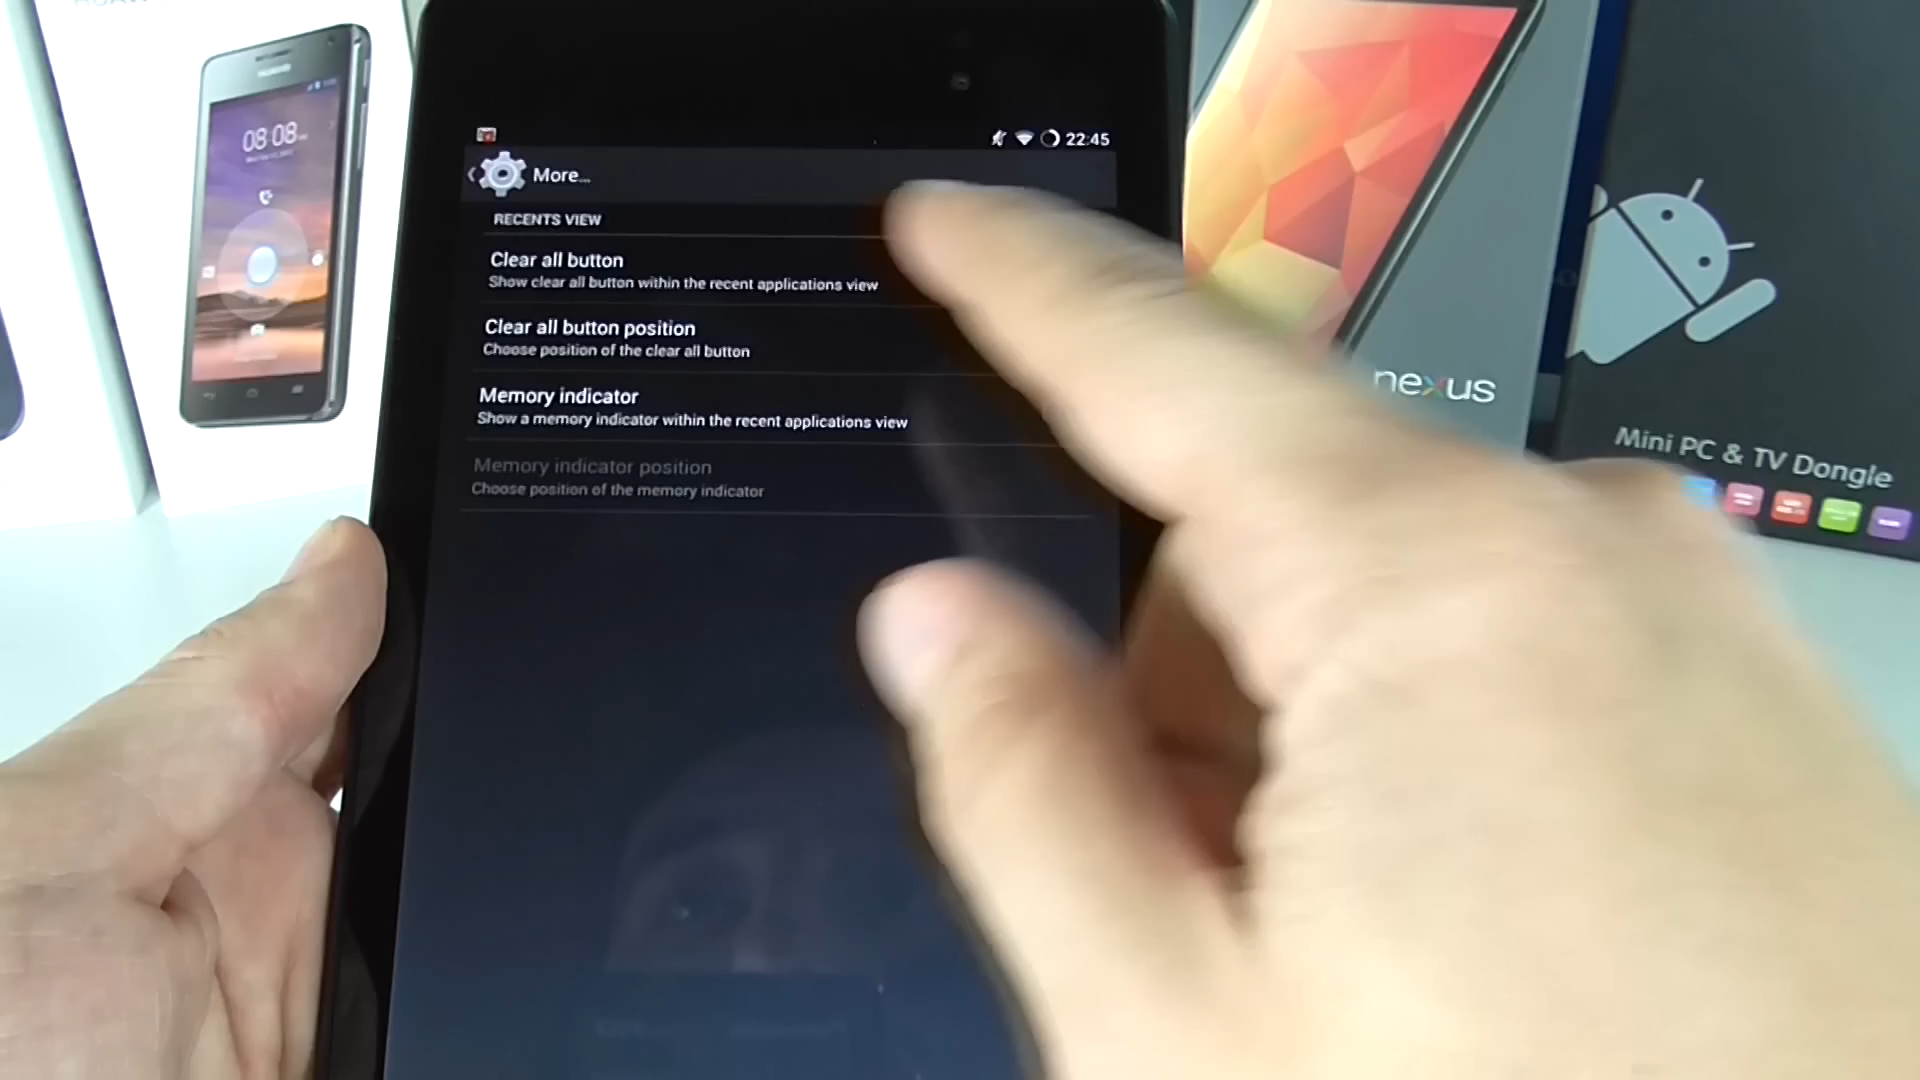 08:08
HUAWEI
22:45
More...
RECENTS VIEW
Clear all button
Show clear all button within the recent applications view
Clear all button position
Choose position of the clear all button
Memory indicator
Show a memory indicator within the recent applications view
Memory indicator position
Choose position of the memory indicator
nexus
Mini PC & TV Dongle